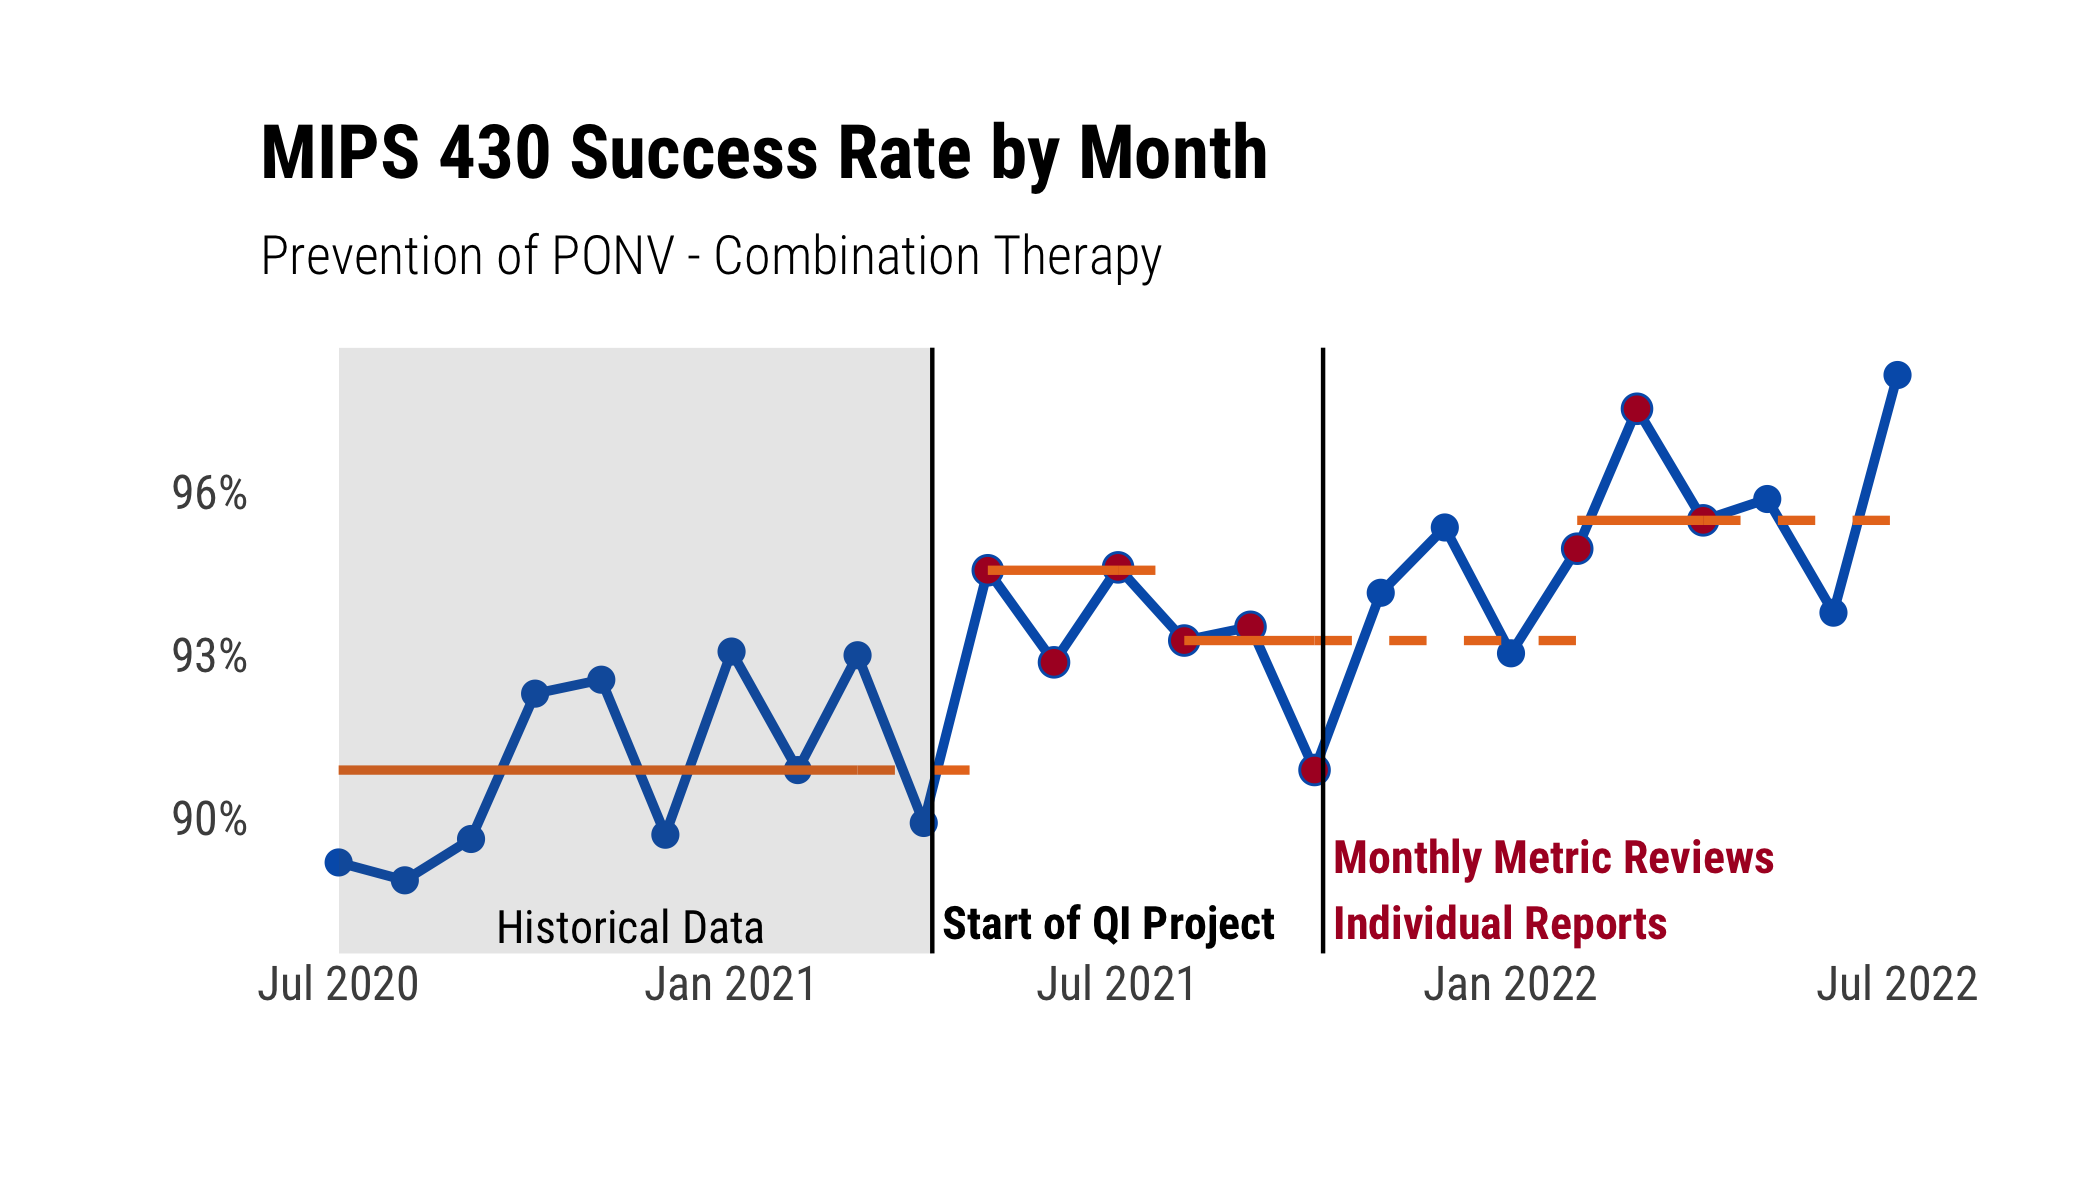 MIPS 430 Success Rate by Month
Prevention of PONV - Combination Therapy
96%
93%
90%
Monthly Metric Reviews
Historical Data
Start of QI Project
Individual Reports
Jul 2020
Jan 2021
Jul 2021
Jan 2022
Jul 2022